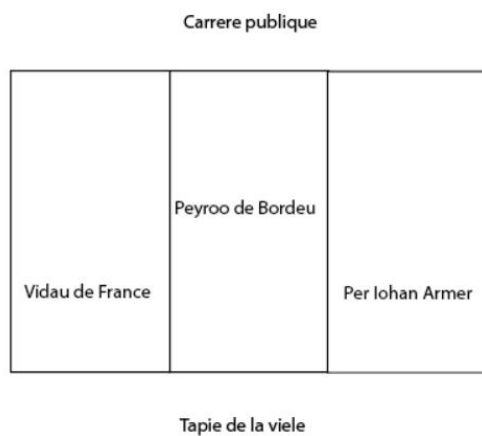 Carrere publique
Peyroo de Bordeu
Vidau de France
Per Iohan Armer
Tapie de la viele